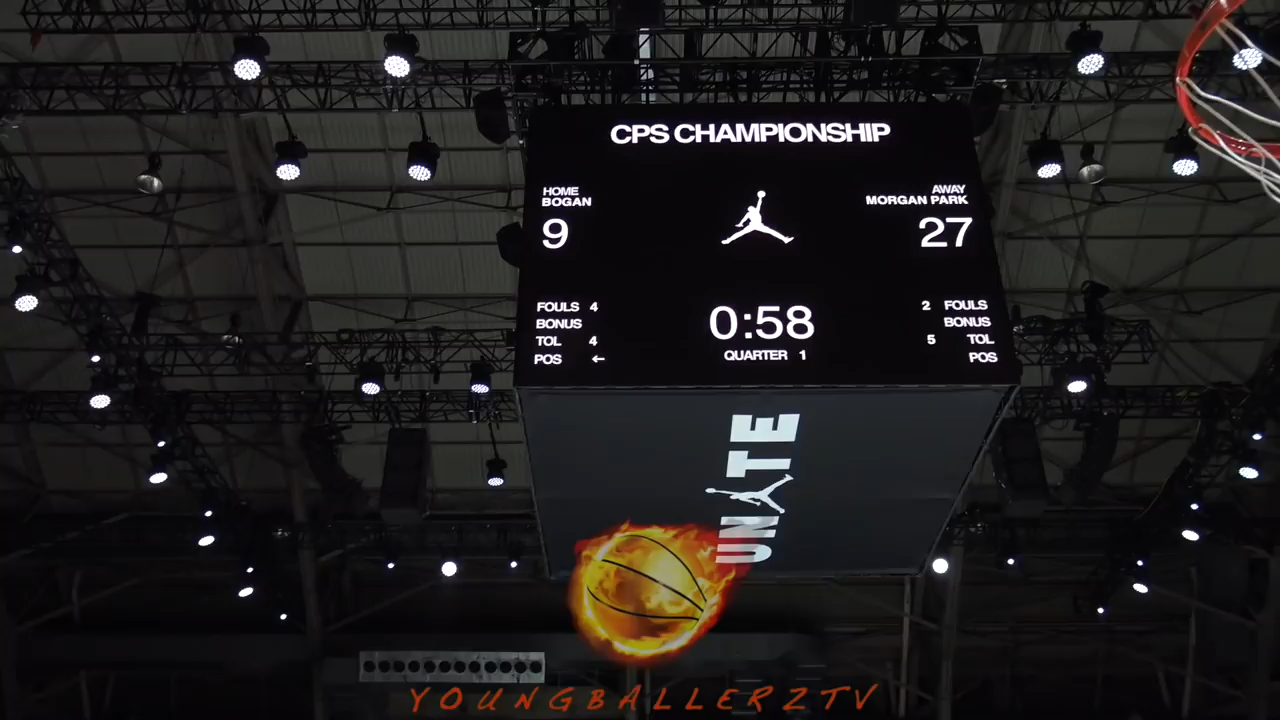 CPS CHAMPIONSHIP
HOME
BOGAN
9
AWAY
MORGAN PARK
27
FOULS 4
BONUS
TOL 4
POS ←
0:58
QUARTER 1
2 FOULS
BONUS
5 TOL
POS
UNITE
YOUNGBALLERZTV